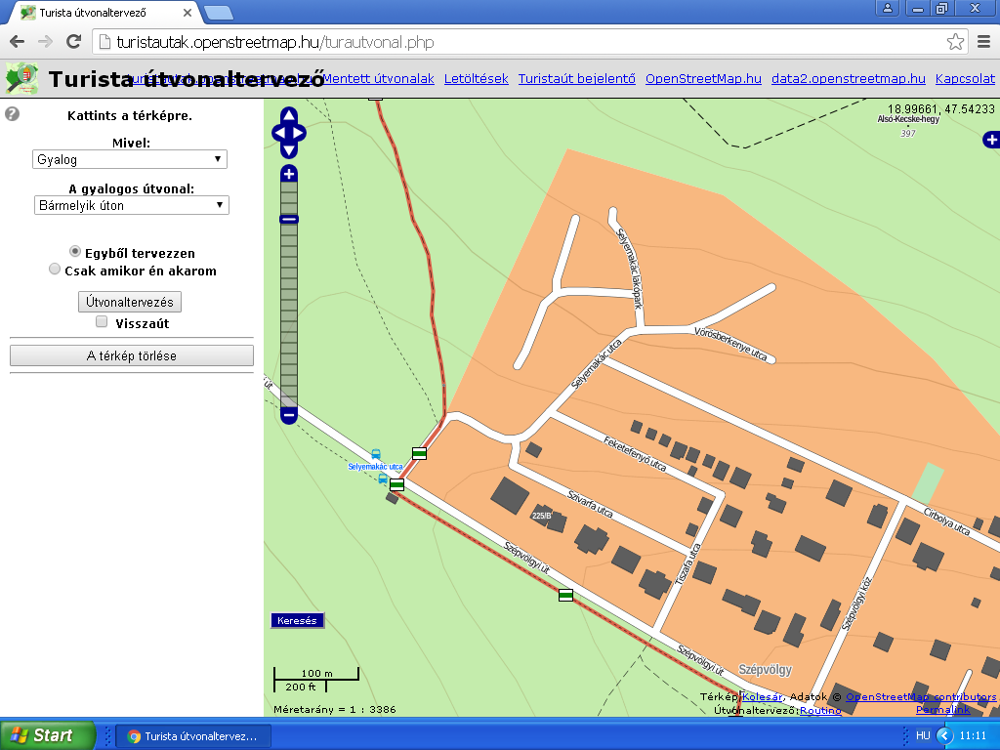 Turista útvonaltervező
turistautak.openstreetmap.hu/turautvonal.php
Turista útvonaltervező
turistautak.openstreetmap.hu Mentett útvonalak Letöltések Turistaút bejelentő OpenStreetMap.hu data2.openstreetmap.hu Kapcsolat
18.99661, 47.54233
Alsó-Kecske-hegy
397
Kattints a térképre.
Mivel:
Gyalog
A gyalogos útvonal:
Bármelyik úton
Egyből tervezzen
Csak amikor én akarom
Útvonaltervezés
Visszaút
A térkép törlése
Selyemakác lakópark
Vörösberkenye utca
Selyemakác utca
út
Feketefenyő utca
Selyemakác utca
Szivarfa utca
225/B
Cirbolya utca
Szépvölgyi út
Tiszafa utca
Szépvölgyi köz
Keresés
Szépvölgyi út
Szépvölgy
100 m
200 ft
Méretarány = 1 : 3386
Térkép Kolesár, Adatok © OpenStreetMap contributors
Útvonaltervező: Routino
Permalink
Start
Turista útvonaltervez...
HU
11:11